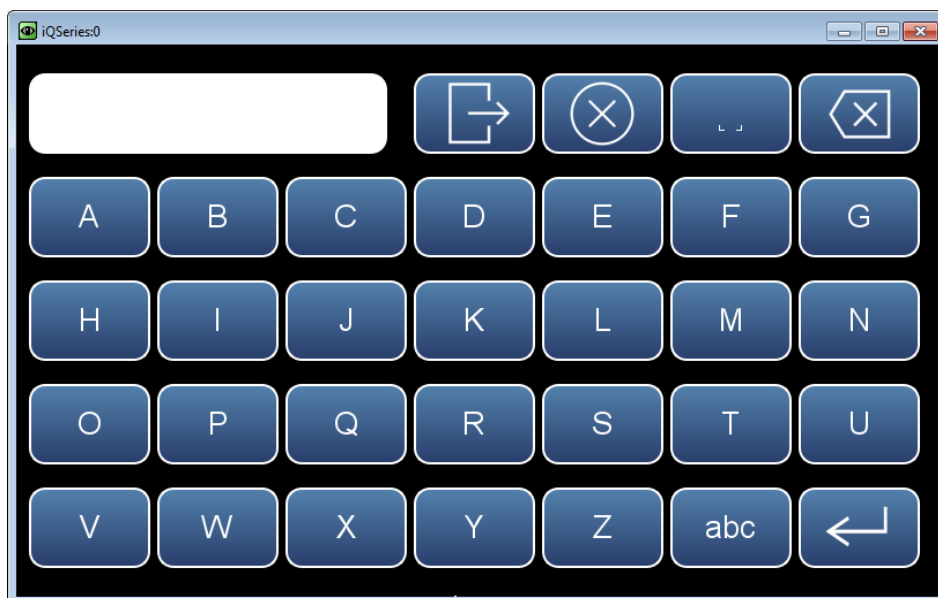 iQSeries:0
A B C D E F G
H I J K L M N
O P Q R S T U
V W X Y Z abc